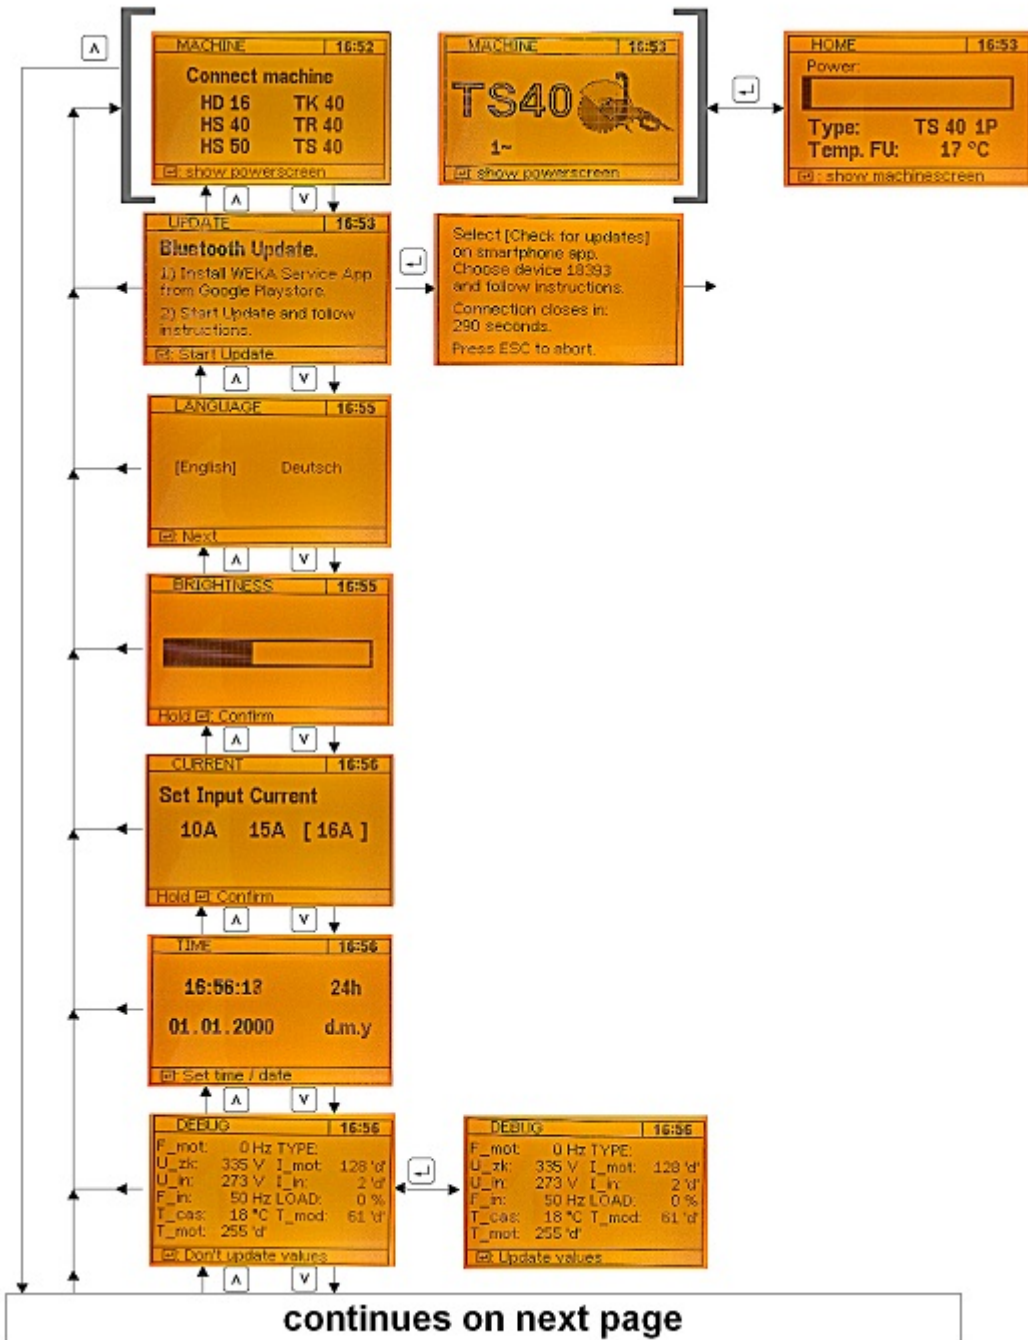 MACHINE 16:52
Connect machine
HD 16 TK 40
HS 40 TR 40
HS 50 TS 40
: show powerscreen
MACHINE 16:53
TS40
1~
: show powerscreen
HOME 16:53
Power:
Type: TS 40 1P
Temp. FU: 17 °C
: show machinescreen
UPDATE 16:53
Bluetooth Update.
1.) Install WEKA Service App
from Google Playstore.
2) Start Update and follow
instructions.
: Start Update.
Select [Check for updates]
on smartphone app.
Choose device 18393
and follow instructions.
Connection closes in:
290 seconds.
Press ESC to abort.
LANGUAGE 16:55
[English] Deutsch
: Next
BRIGHTNESS 16:55
Hold : Confirm
CURRENT 16:56
Set Input Current
10A 15A [ 16A ]
Hold : Confirm
TIME 16:56
16:56:13 24h
01.01.2000 d.m.y
: Set time / date
DEBUG 16:56
F_mot: 0 Hz TYPE:
U_zk: 335 V I_mot: 128 'd'
U_in: 273 V I_in: 2 'd'
F_in: 50 Hz LOAD: 0 %
T_cas: 18 °C T_mod: 61 'd'
T_mot: 255 'd'
: Don't update values
DEBUG 16:56
F_mot: 0 Hz TYPE:
U_zk: 335 V I_mot: 128 'd'
U_in: 273 V I_in: 2 'd'
F_in: 50 Hz LOAD: 0 %
T_cas: 18 °C T_mod: 61 'd'
T_mot: 255 'd'
: Update values
continues on next page